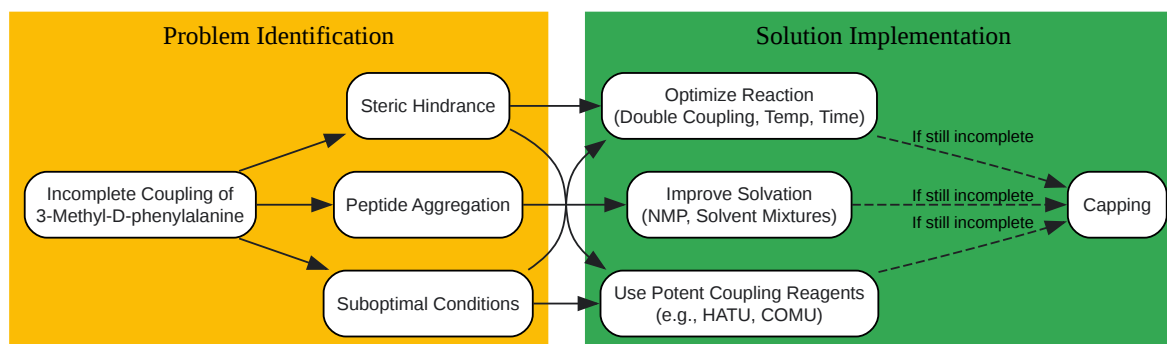 Problem Identification
Solution Implementation
Incomplete Coupling of
3-Methyl-D-phenylalanine
Steric Hindrance
Peptide Aggregation
Suboptimal Conditions
Optimize Reaction
(Double Coupling, Temp, Time)
Improve Solvation
(NMP, Solvent Mixtures)
Use Potent Coupling Reagents
(e.g., HATU, COMU)
If still incomplete
If still incomplete
If still incomplete
Capping